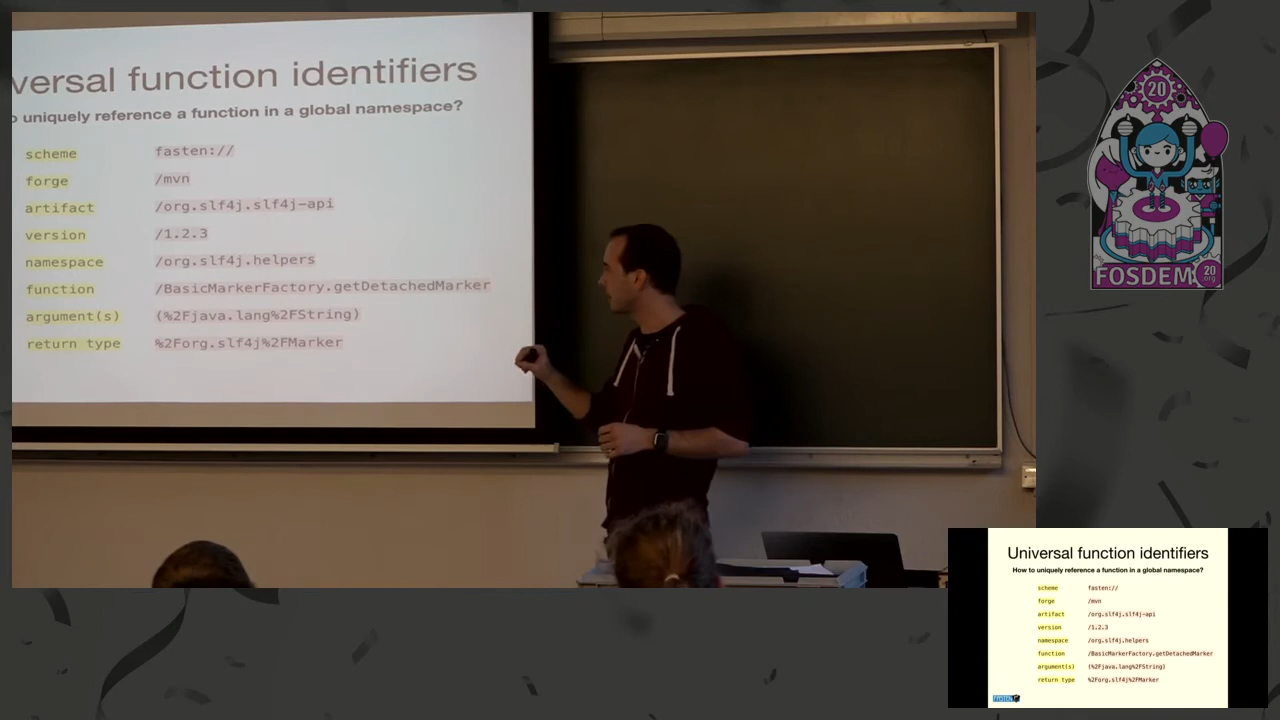 versal function identifiers
o uniquely reference a function in a global namespace?
scheme fasten://
forge /mvn
artifact /org.slf4j.slf4j-api
version /1.2.3
namespace /org.slf4j.helpers
function /BasicMarkerFactory.getDetachedMarker
argument(s) (%2Fjava.lang%2FString)
return type %2Forg.slf4j%2FMarker
20
FOSDEM 20
.org
Universal function identifiers
How to uniquely reference a function in a global namespace?
scheme fasten://
forge /mvn
artifact /org.slf4j.slf4j-api
version /1.2.3
namespace /org.slf4j.helpers
function /BasicMarkerFactory.getDetachedMarker
argument(s) (%2Fjava.lang%2FString)
return type %2Forg.slf4j%2FMarker
FASTEN